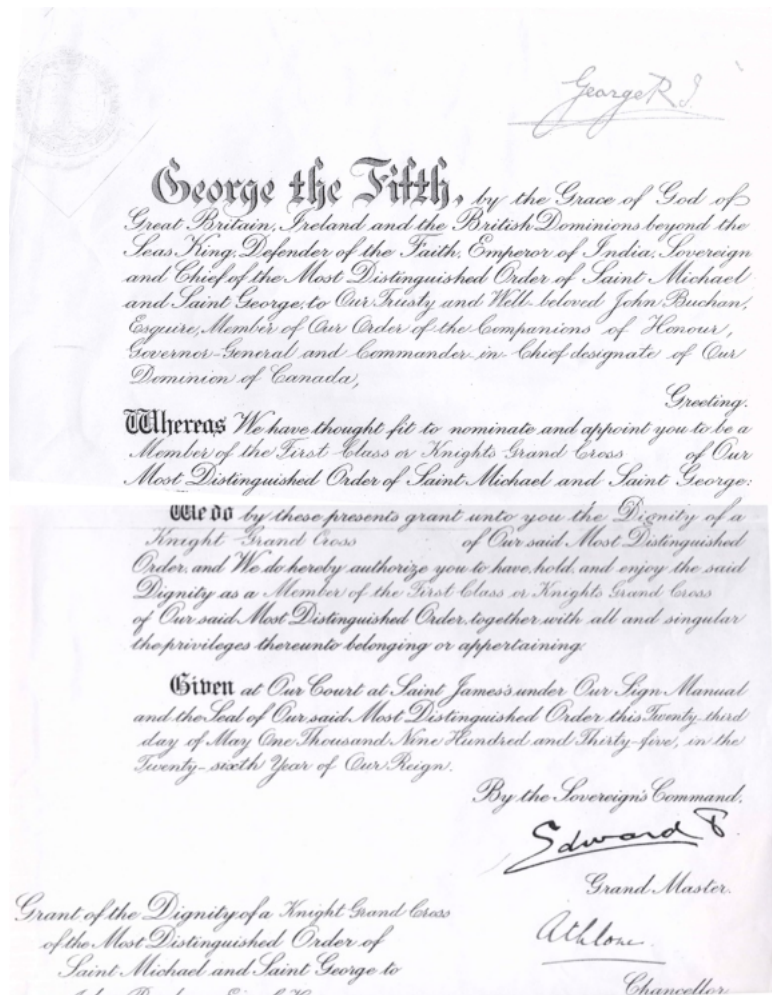 George R I
George the Fifth, by the Grace of God of
Great Britain, Ireland and the British Dominions beyond the
Seas King, Defender of the Faith, Emperor of India, Sovereign
and Chief of the Most Distinguished Order of Saint Michael
and Saint George, to Our Trusty and Well-beloved John Buchan,
Esquire, Member of Our Order of the Companions of Honour,
Governor-General and Commander-in-Chief designate of Our
Dominion of Canada,
Greeting.
Whereas We have thought fit to nominate and appoint you to be a
Member of the First Class or Knights Grand Cross of Our
Most Distinguished Order of Saint Michael and Saint George:
We do by these presents grant unto you the Dignity of a
Knight Grand Cross of Our said Most Distinguished
Order, and We do hereby authorize you to have, hold, and enjoy the said
Dignity as a Member of the First Class or Knights Grand Cross
of Our said Most Distinguished Order, together with all and singular
the privileges thereunto belonging or appertaining.
Given at Our Court at Saint James's under Our Sign Manual
and the Seal of Our said Most Distinguished Order this Twenty-third
day of May One Thousand Nine Hundred and Thirty-five, in the
Twenty-sixth Year of Our Reign.
By the Sovereign's Command,
Edward P.
Grand Master.
Grant of the Dignity of a Knight Grand Cross
of the Most Distinguished Order of
Saint Michael and Saint George to
Athlone
Chancellor